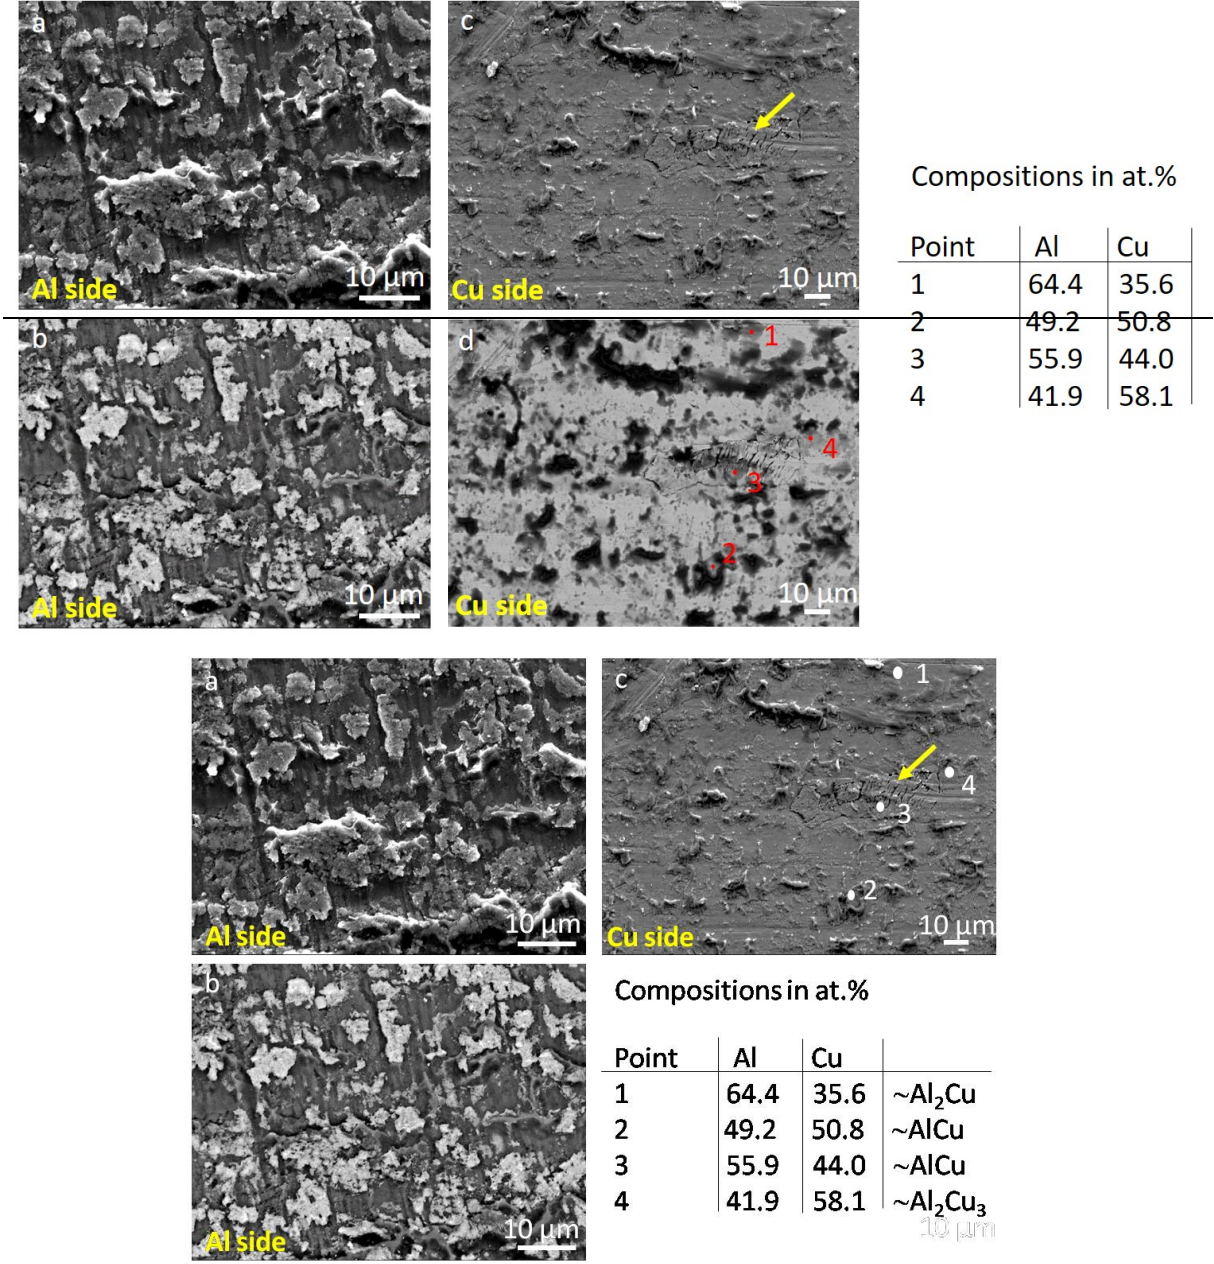 a
Al side
10 µm
c
Cu side
10 µm
Compositions in at.%
Point Al Cu
1 64.4 35.6
2 49.2 50.8
3 55.9 44.0
4 41.9 58.1
b
Al side
10 µm
d
1
4
3
2
Cu side
10 µm
a
Al side
10 µm
c
1
4
3
2
Cu side
10 µm
b
Al side
10 µm
Compositions in at.%
Point Al Cu
1 64.4 35.6 ~Al₂Cu
2 49.2 50.8 ~AlCu
3 55.9 44.0 ~AlCu
4 41.9 58.1 ~Al₂Cu₃
10 µm